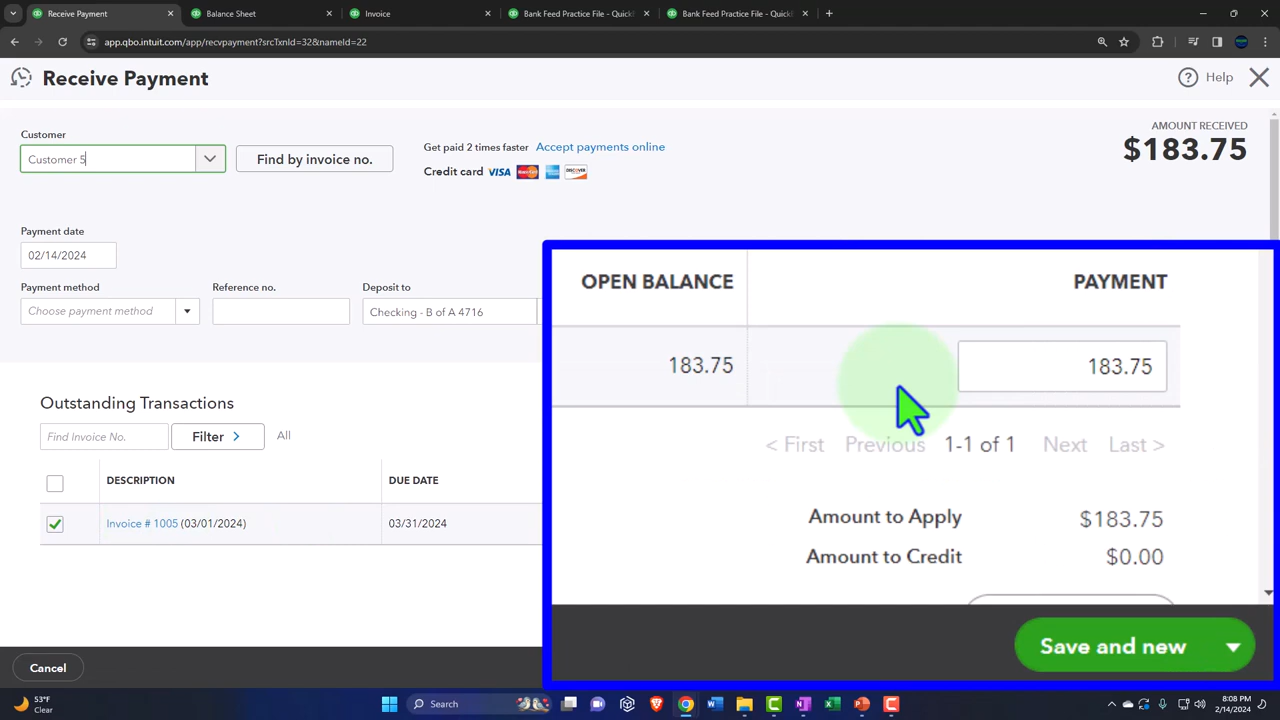 Receive Payment
Balance Sheet
Invoice
Bank Feed Practice File - Quick
Bank Feed Practice File - Quick
app.qbo.intuit.com/app/recvpayment?srcTxnId=32&nameId=22
Receive Payment
Help
Customer
Customer 5
Find by invoice no.
Get paid 2 times faster Accept payments online
Credit card VISA
DISCOVER
AMOUNT RECEIVED
$183.75
Payment date
02/14/2024
Payment method
Choose payment method
Reference no.
Deposit to
Checking - B of A 4716
Outstanding Transactions
Find Invoice No.
Filter
All
DESCRIPTION
DUE DATE
Invoice # 1005 (03/01/2024)
03/31/2024
OPEN BALANCE
PAYMENT
183.75
183.75
< First Previous 1-1 of 1 Next Last >
Amount to Apply $183.75
Amount to Credit $0.00
Cancel
Save and new
53°F
Clear
Search
8:08 PM
2/14/2024